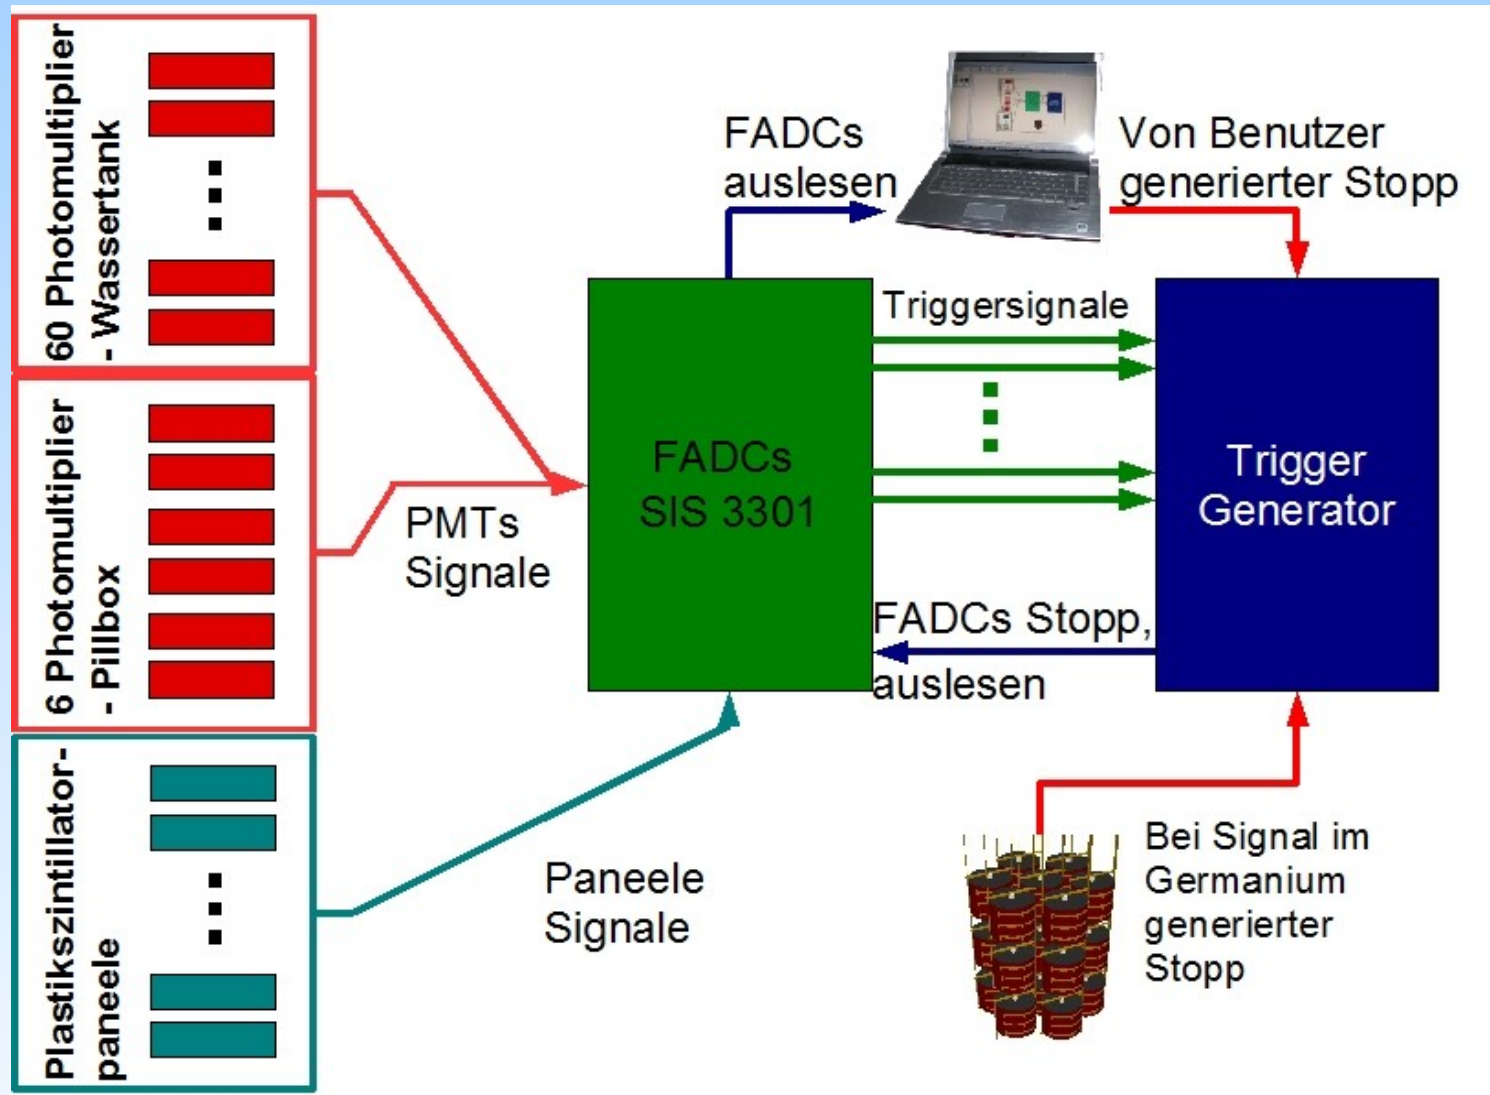 60 Photomultiplier
- Wassertank
6 Photomultiplier
- Pillbox
Plastikszintillator-
paneele
PMTs
Signale
Paneele
Signale
FADCs
auslesen
Von Benutzer
generierter Stopp
FADCs
SIS 3301
Triggersignale
Trigger
Generator
FADCs Stopp,
auslesen
Bei Signal im
Germanium
generierter
Stopp